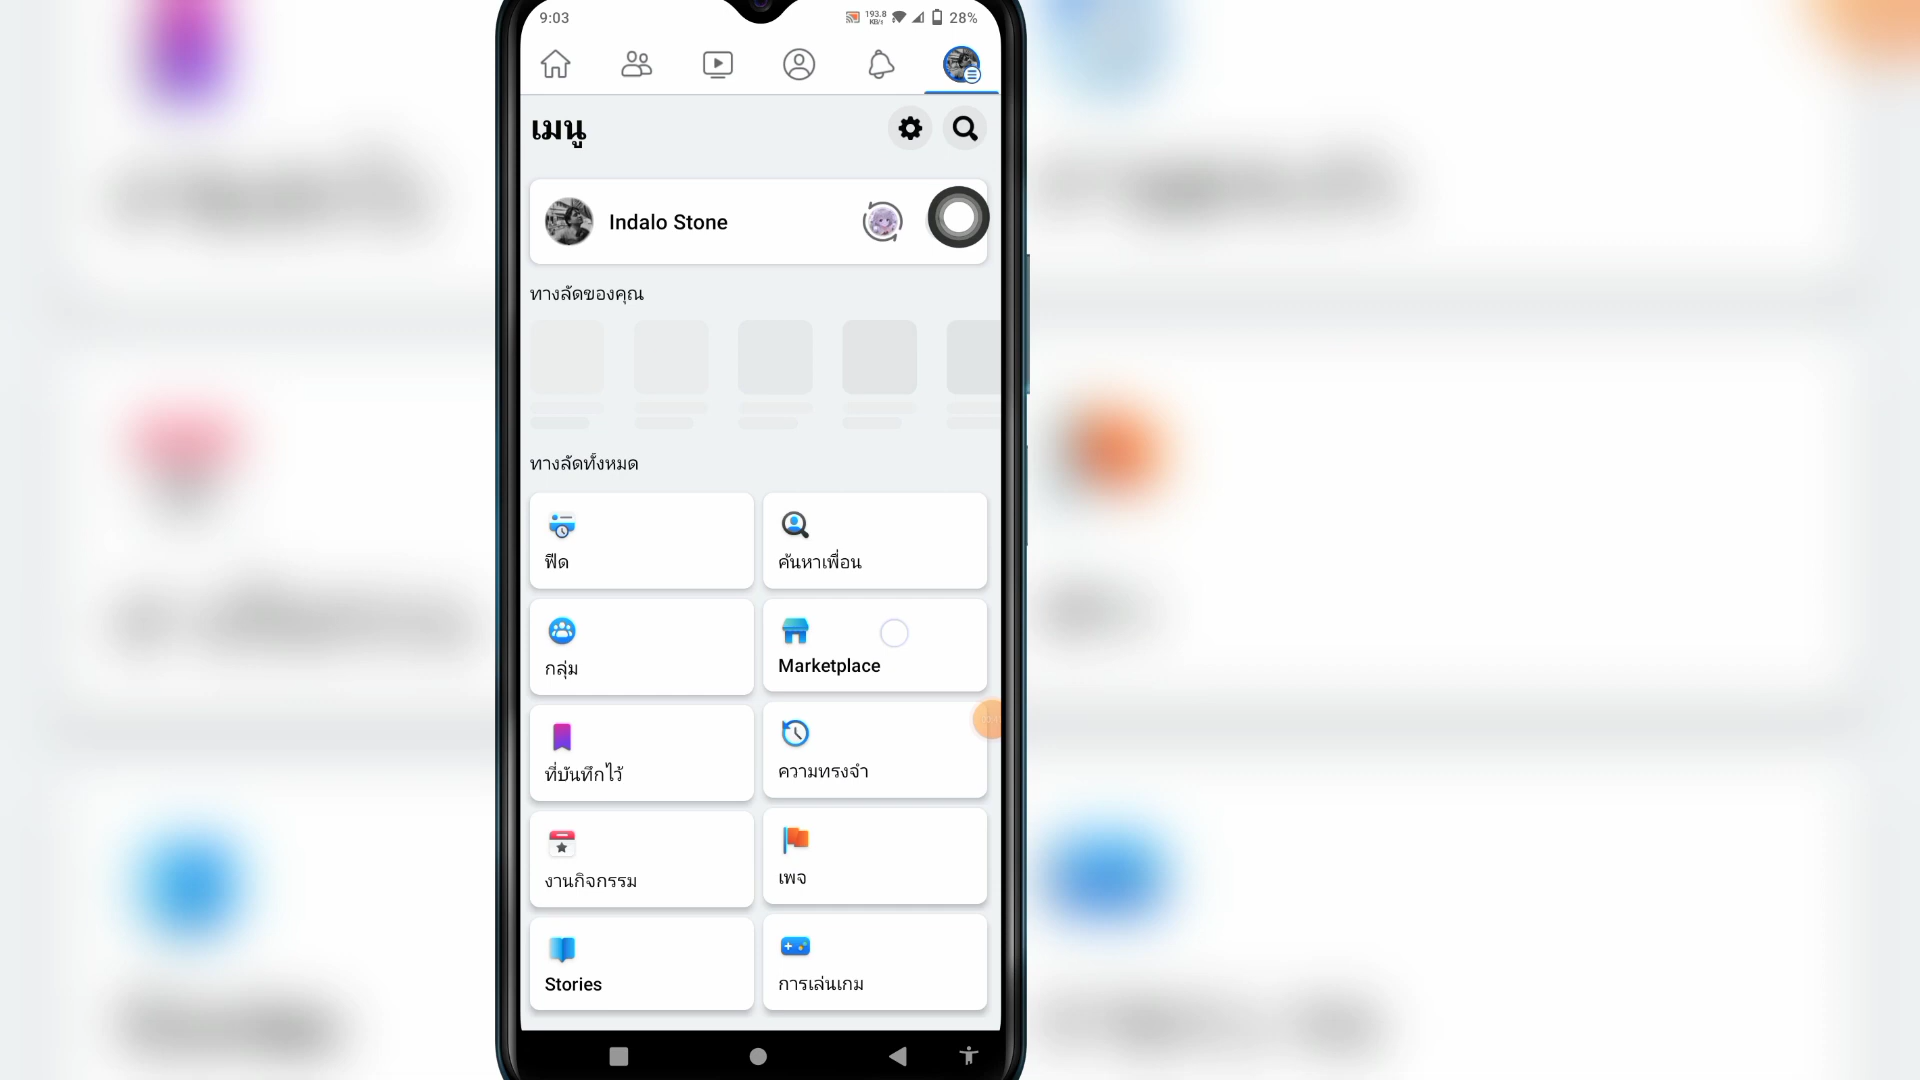 9:03
193.8
KB/s
28%
เมนู
Indalo Stone
ทางลัดของคุณ
ทางลัดทั้งหมด
ฟีด
ค้นหาเพื่อน
กลุ่ม
Marketplace
ที่บันทึกไว้
ความทรงจำ
งานกิจกรรม
เพจ
Stories
การเล่นเกม